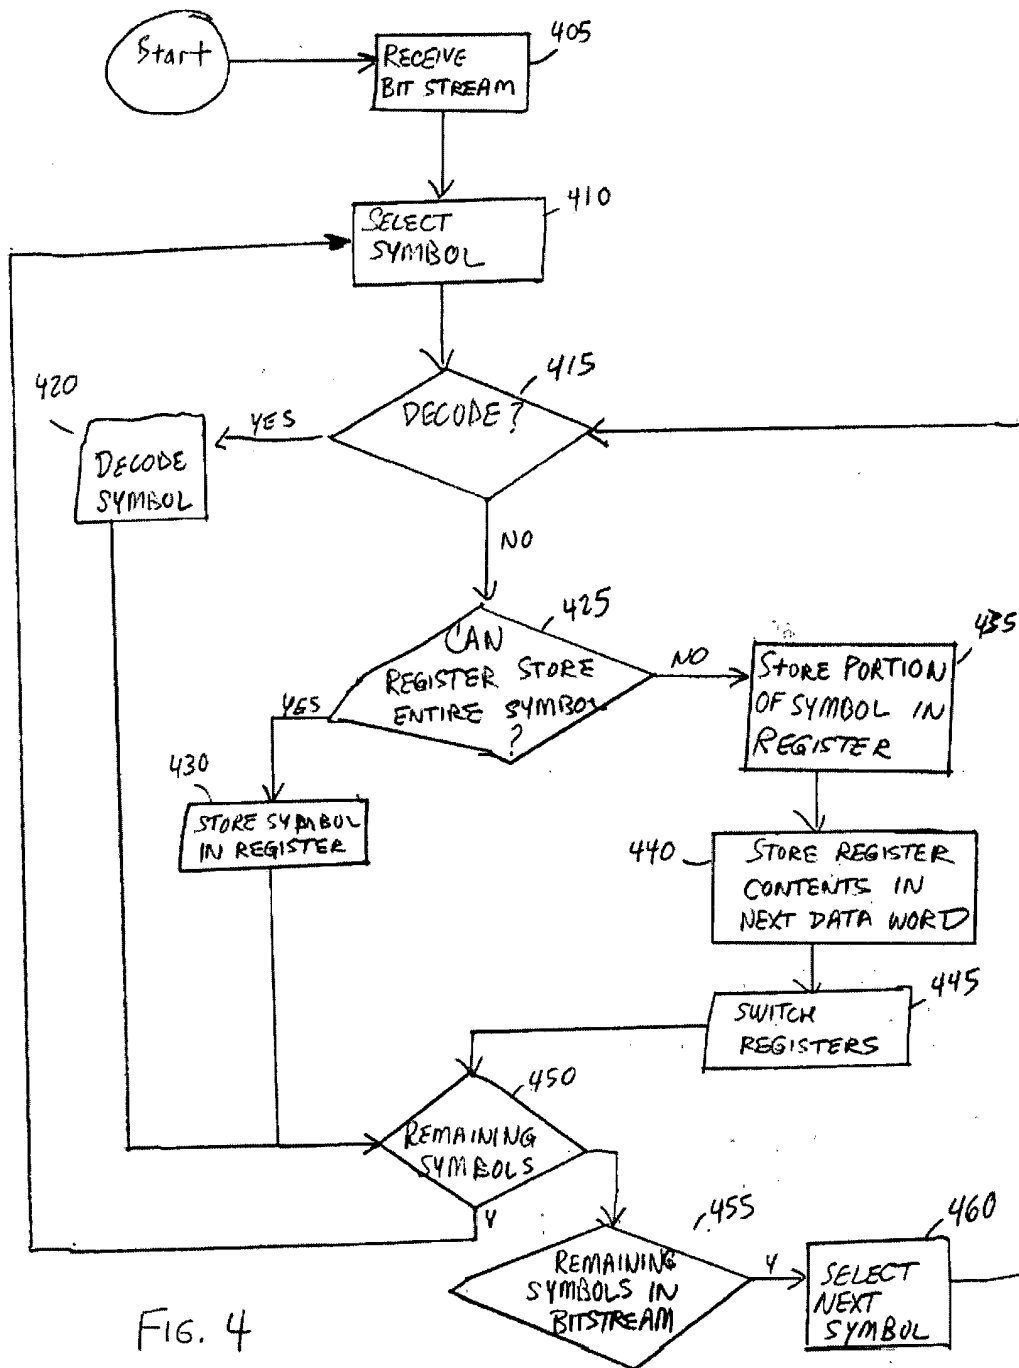 Start
RECEIVE
BIT STREAM
405
SELECT
SYMBOL
410
DECODE?
415
YES
420
DECODE
SYMBOL
NO
CAN
REGISTER STORE
ENTIRE SYMBOL
?
425
NO
435
STORE PORTION
OF SYMBOL IN
REGISTER
YES
430
STORE SYMBOL
IN REGISTER
440
STORE REGISTER
CONTENTS IN
NEXT DATA WORD
445
SWITCH
REGISTERS
450
REMAINING
SYMBOLS
Y
455
REMAINING
SYMBOLS IN
BITSTREAM
Y
460
SELECT
NEXT
SYMBOL
FIG. 4